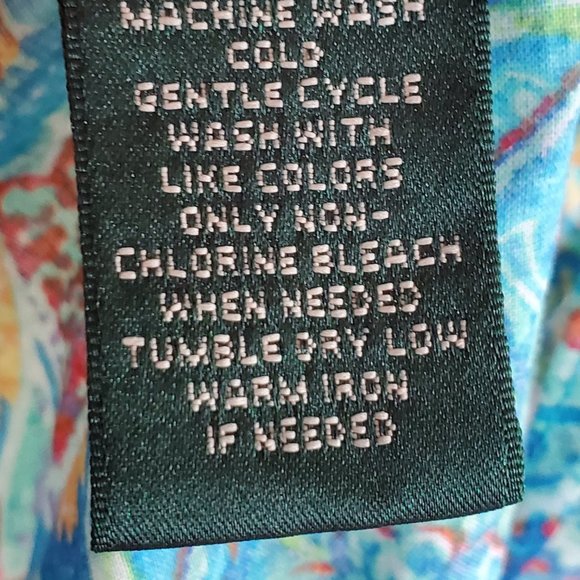 MACHINE WASH
COLD
GENTLE CYCLE
WASH WITH
LIKE COLORS
ONLY NON-
CHLORINE BLEACH
WHEN NEEDED
TUMBLE DRY LOW
WARM IRON
IF NEEDED